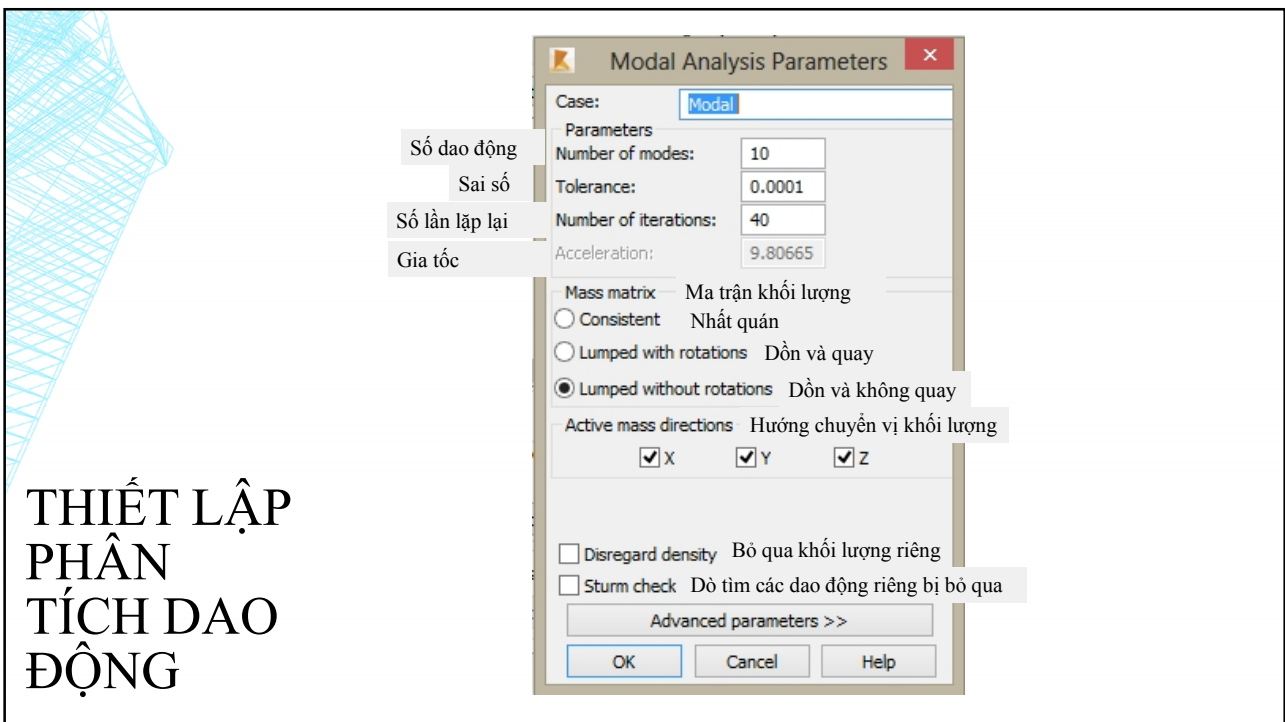 Modal Analysis Parameters
Case: Modal
Parameters
Số dao động Number of modes: 10
Sai số Tolerance: 0.0001
Số lần lặp lại Number of iterations: 40
Gia tốc Acceleration: 9.80665
Mass matrix Ma trận khối lượng
Consistent Nhất quán
Lumped with rotations Dồn và quay
Lumped without rotations Dồn và không quay
Active mass directions Hướng chuyển vị khối lượng
X Y Z
Disregard density Bỏ qua khối lượng riêng
Sturm check Dò tìm các dao động riêng bị bỏ qua
Advanced parameters >>
OK Cancel Help
THIẾT LẬP
PHÂN
TÍCH DAO
ĐỘNG